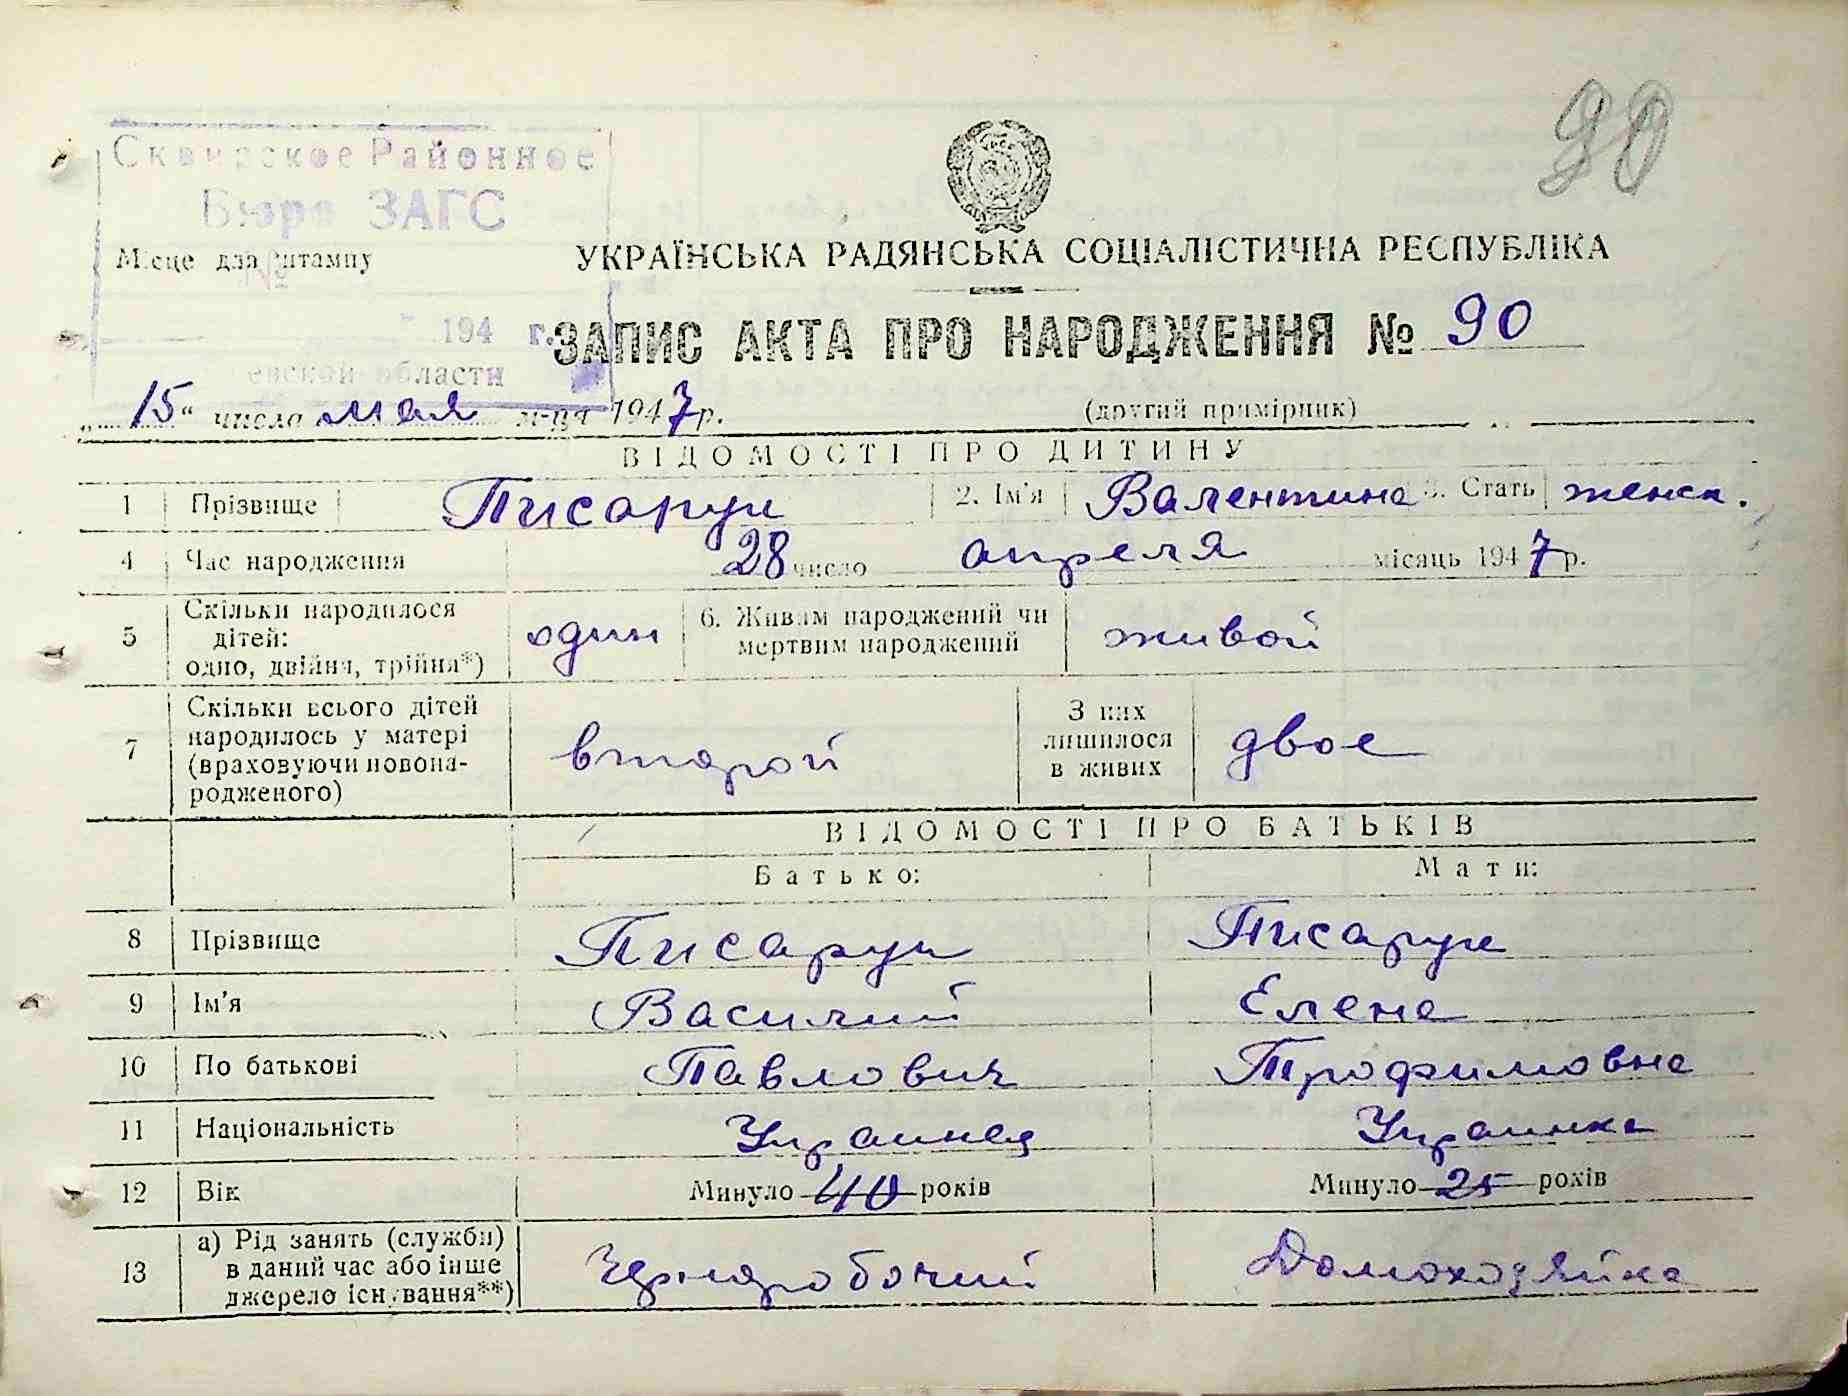 90
Сквирское Районное
Бюро ЗАГС
Місце для штампу
№
194 г.
евской области
УКРАЇНСЬКА РАДЯНСЬКА СОЦІАЛІСТИЧНА РЕСПУБЛІКА
ЗАПИС АКТА ПРО НАРОДЖЕННЯ № 90
„15“ числа мая м-ця 1947 р. (другий примірник)
ВІДОМОСТІ ПРО ДИТИНУ
1 Прізвище Писарук 2. Ім'я Валентина 3. Стать женск.
4 Час народження 28 число апреля місяць 1947 р.
5 Скільки народилося дітей: одно, двійня, трійня*) один 6. Живим народжений чи мертвим народжений живой
7 Скільки всього дітей народилось у матері (враховуючи новонародженого) второй З них лишилося в живих двое
ВІДОМОСТІ ПРО БАТЬКІВ
Батько: Мати:
8 Прізвище Писарук Писарук
9 Ім'я Василий Елена
10 По батькові Павлович Трофимовна
11 Національність Украинец Украинка
12 Вік Минуло 40 років Минуло 25 років
13 а) Рід занять (служби) в даний час або інше джерело існування**) Чернорабочий Домоходяйка